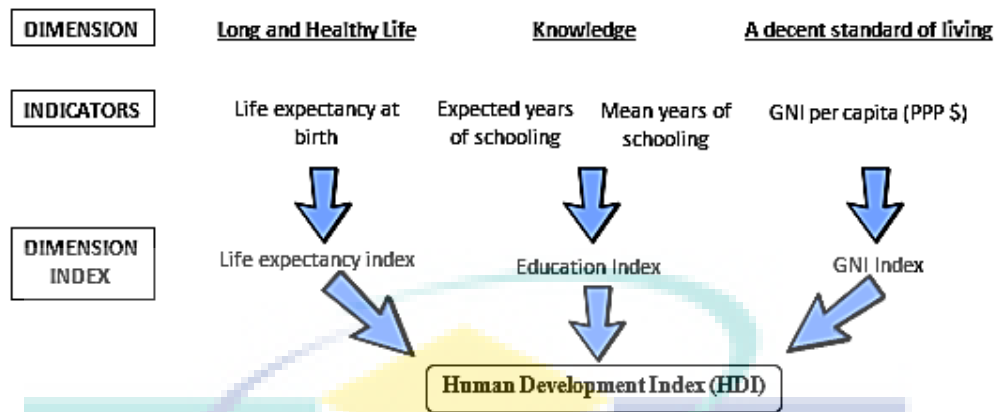 DIMENSION
Long and Healthy Life
Knowledge
A decent standard of living
INDICATORS
Life expectancy at
birth
Expected years
of schooling
Mean years of
schooling
GNI per capita (PPP $)
DIMENSION
INDEX
Life expectancy index
Education Index
GNI Index
Human Development Index (HDI)